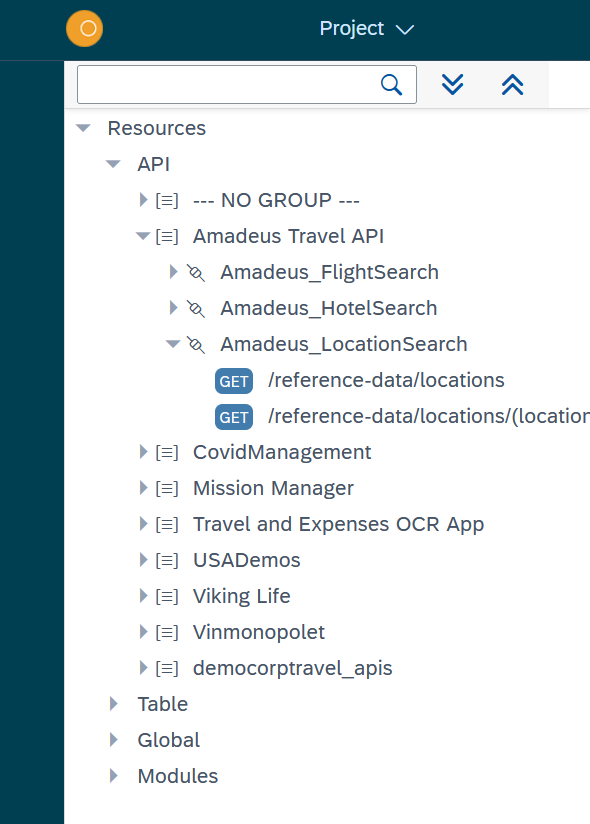 Project
Resources
API
--- NO GROUP ---
Amadeus Travel API
Amadeus_FlightSearch
Amadeus_HotelSearch
Amadeus_LocationSearch
GET /reference-data/locations
GET /reference-data/locations/(location
CovidManagement
Mission Manager
Travel and Expenses OCR App
USADemos
Viking Life
Vinmonopolet
democorptravel_apis
Table
Global
Modules